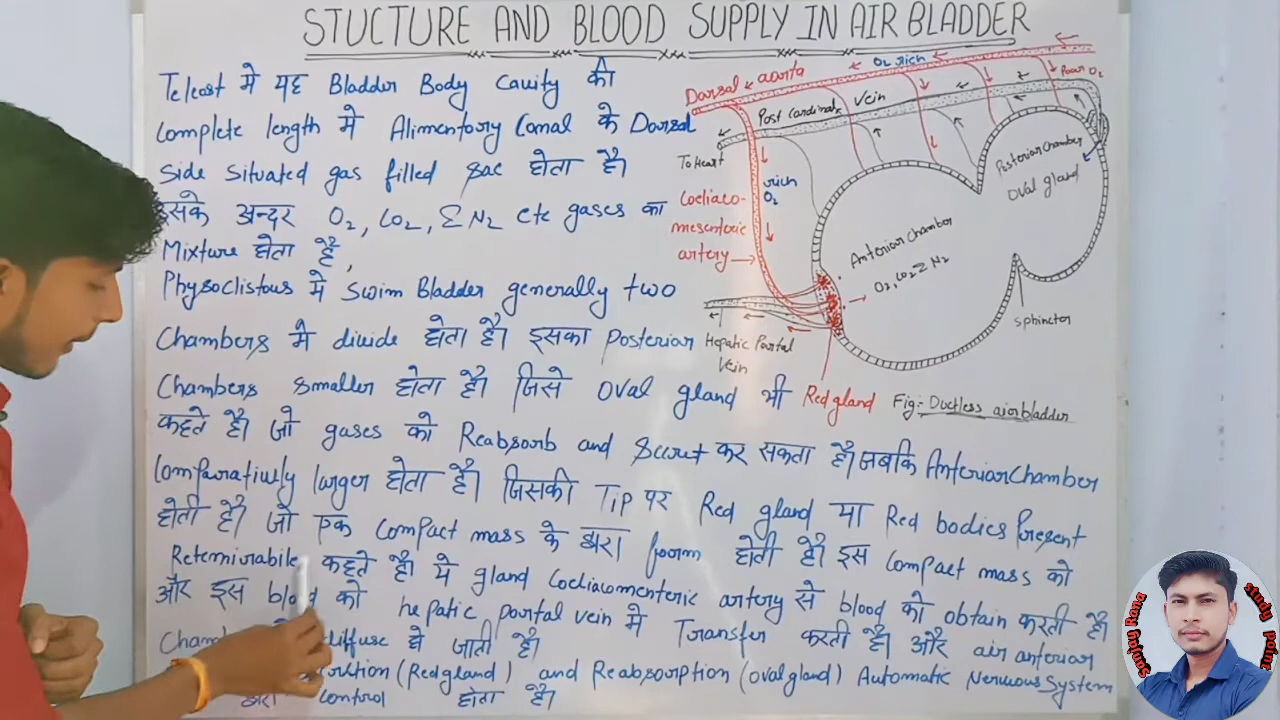 STUCTURE AND BLOOD SUPPLY IN AIR BLADDER
Teleast मे यह Bladder Body Cavity की
Complete length मे Alimentory Canal के Dorsal
side situated gas filled sac होता है।
इसके अन्दर O2, CO2, Σ N2 etc gases का
Mixture होता है,
Physoclistous मे Swim Bladder generally two
Chambers मे divide होता है। इसका Posterior
Chambers smaller होता है। जिसे oval gland भी
कहते है। जो gases को Reabsorb and Secret कर सकता है। जबकि Anterior Chamber
Comparatively larger होता है। जिसकी Tip पर Red gland या Red bodies Present
होती है। जो एक Compact mass के द्वारा form होती है। इस Compact mass को
Retemirabile कहते है। ये gland Coeliacomenteric artery से blood को obtain करती है।
और इस blood को hepatic portal vein मे Transfer करती है। और air anterior
diffuse हो जाती है।
(Red gland) and Reabsorption (oval gland) Automatic Nervous System
द्वारा control होता है।
Dorsal aorta
O2 rich
Poor O2
Post Cardinal Vein
To Heart
rich
O2
Coeliaco-
mesenteric
artery
Posterior Chamber
Oval gland
Anterior Chamber
O2, CO2 Σ N2
sphincter
Hepatic Portal
Vein
Red gland
Fig:- Ductless airbladder
Sanjay Rana
study point